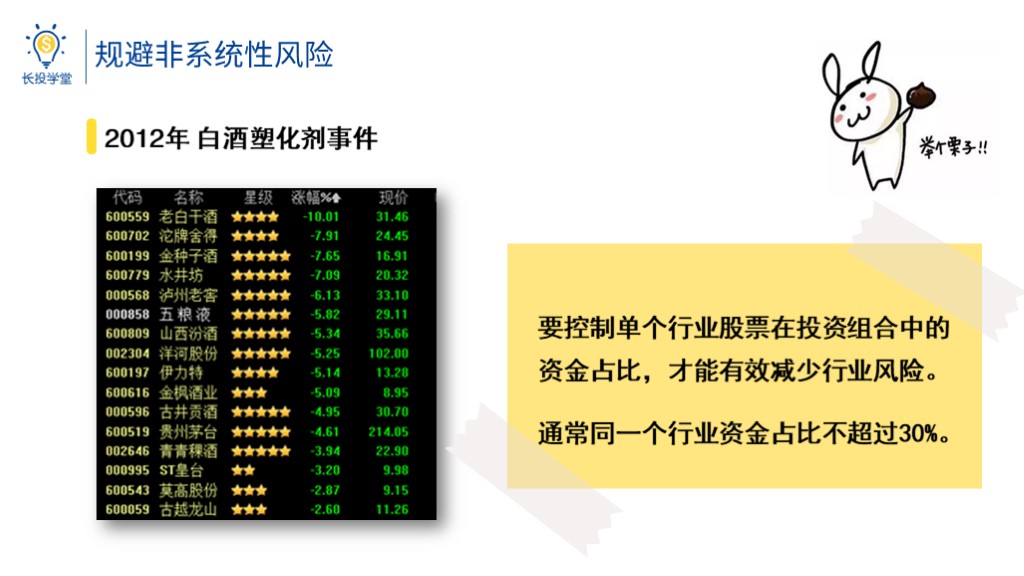 长投学堂
规避非系统性风险
举个栗子!!
2012年 白酒塑化剂事件
代码 名称 星级 涨幅%↑ 现价
600559 老白干酒 ★★★★ -10.01 31.46
600702 沱牌舍得 ★★★★ -7.91 24.45
600199 金种子酒 ★★★★★ -7.65 16.91
600779 水井坊 ★★★★★ -7.09 20.32
000568 泸州老窖 ★★★★★ -6.13 33.10
000858 五粮液 ★★★★★ -5.82 29.11
600809 山西汾酒 ★★★★★ -5.34 35.66
002304 洋河股份 ★★★★★ -5.25 102.00
600197 伊力特 ★★★★ -5.14 13.28
600616 金枫酒业 ★★★ -5.09 8.95
000596 古井贡酒 ★★★★★ -4.95 30.70
600519 贵州茅台 ★★★★★ -4.61 214.05
002646 青青稞酒 ★★★★★ -3.94 22.90
000995 ST皇台 ★★ -3.20 9.98
600543 莫高股份 ★★★ -2.87 9.15
600059 古越龙山 ★★★ -2.60 11.26
要控制单个行业股票在投资组合中的
资金占比，才能有效减少行业风险。
通常同一个行业资金占比不超过30%。